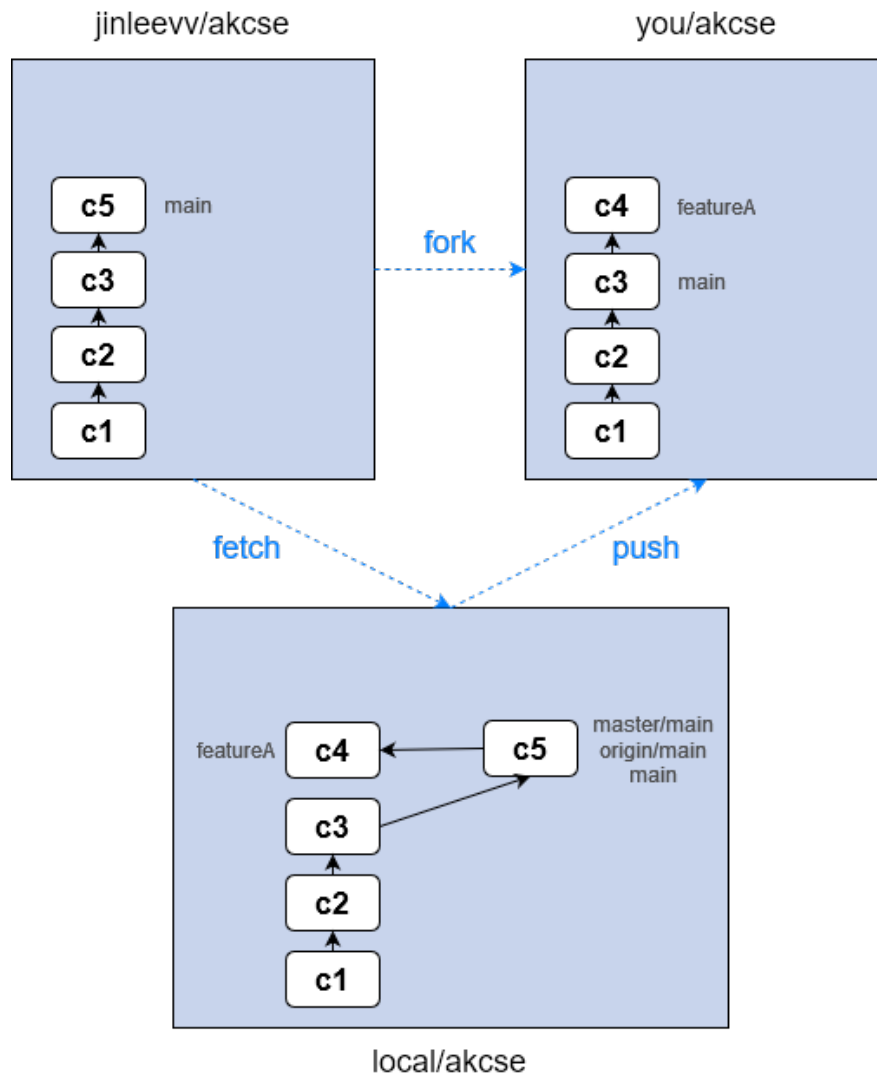 jinleevv/akcse
you/akcse
c5 main
c3
c2
c1
fork
c4 featureA
c3 main
c2
c1
fetch
push
featureA c4
c5
master/main
origin/main
main
c3
c2
c1
local/akcse